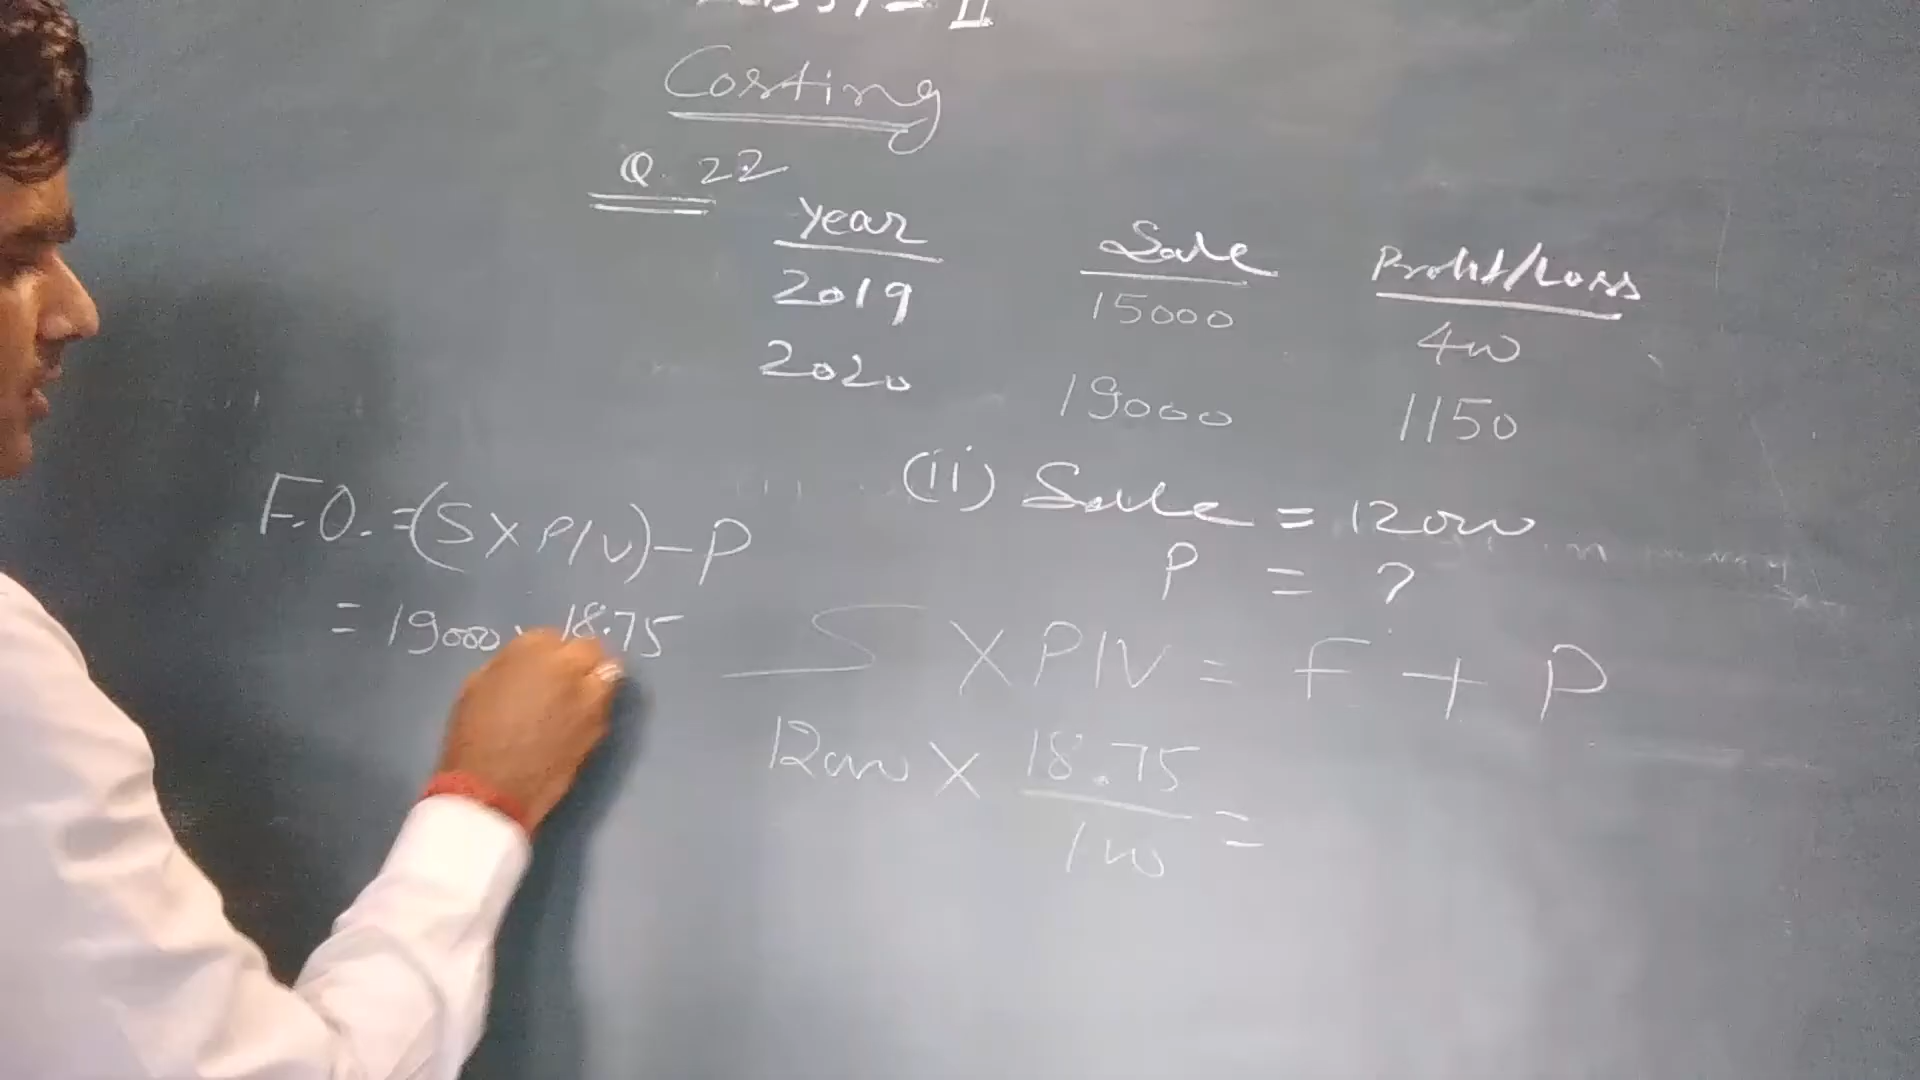 II
Costing
Q. 22
Year Sale Profit/Loss
2019 15000 400
2020 19000 1150
(ii) Sale = 12000
P = ?
F.O. = (S X P/V) - P
= 19000 x 18.75
S X P/V = F + P
12000 X 18.75 / 100 =